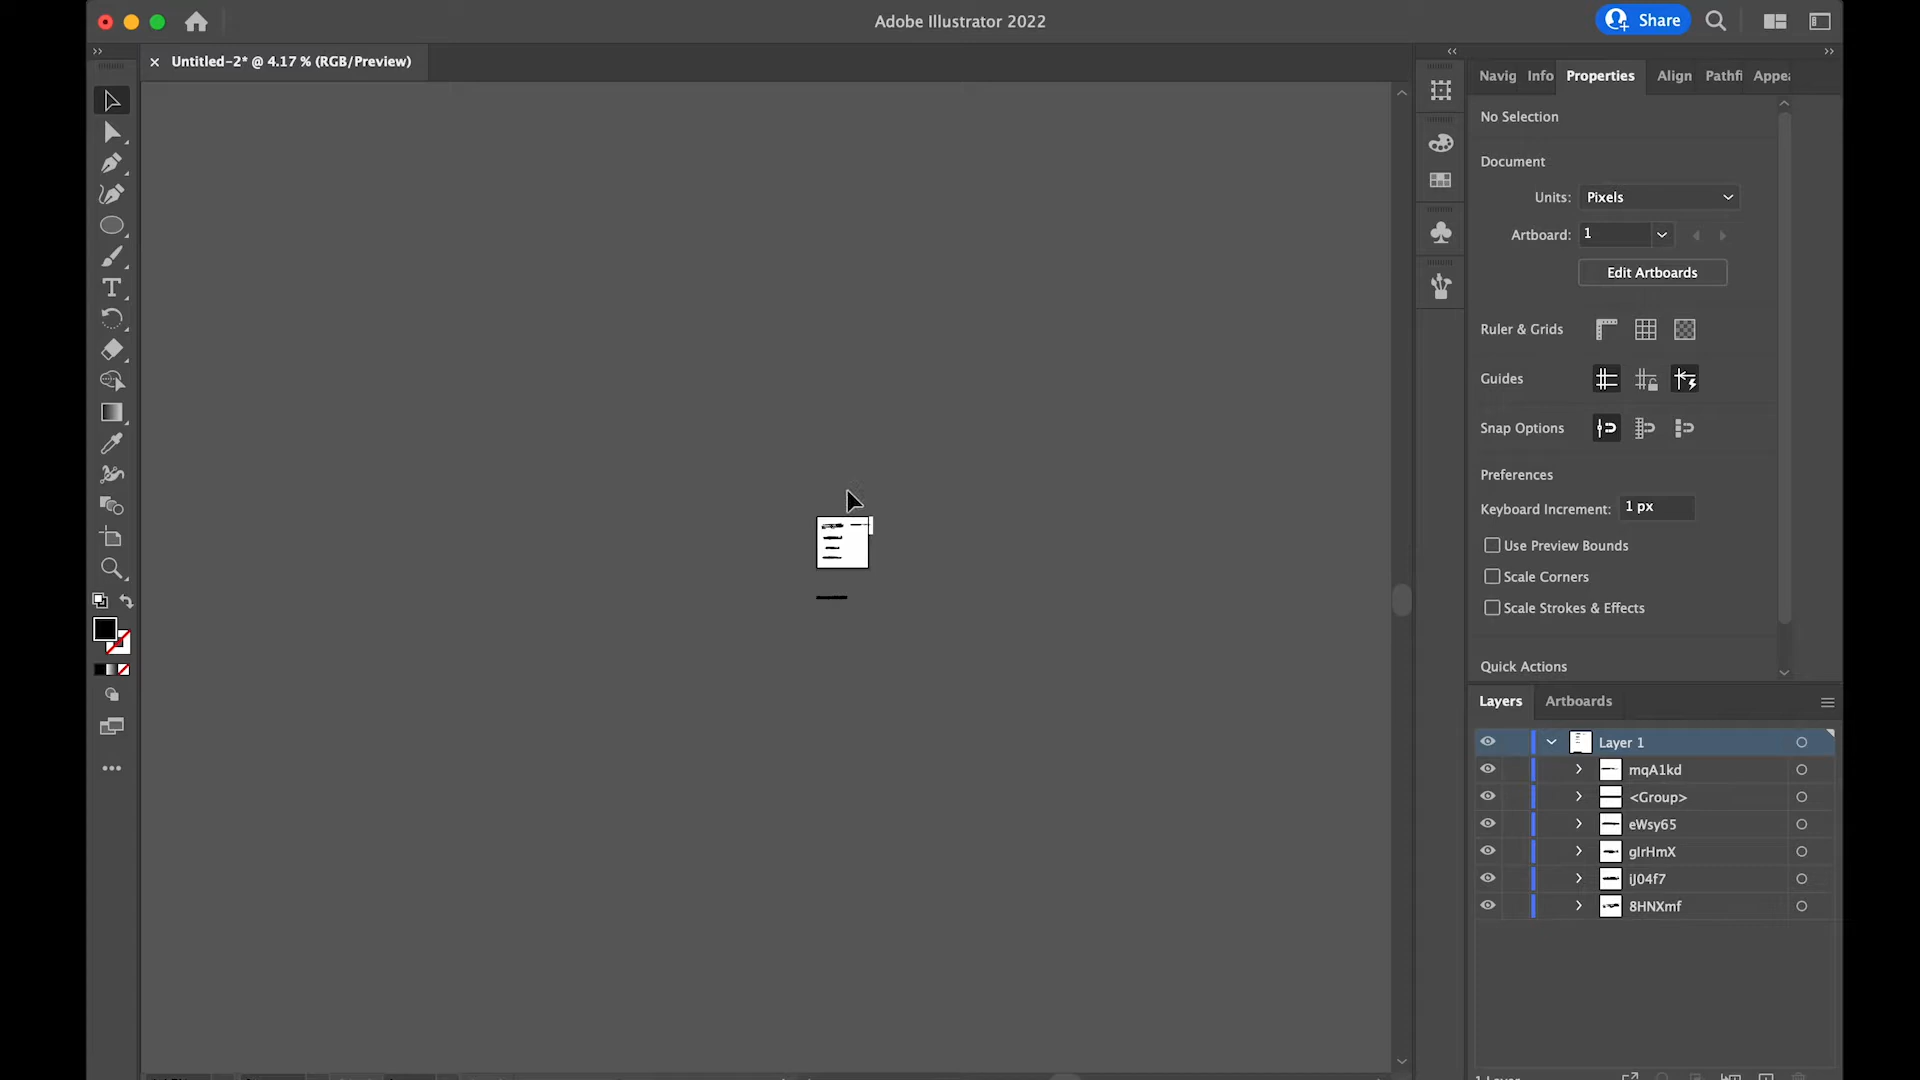 Adobe Illustrator 2022
Share
× Untitled-2* @ 4.17 % (RGB/Preview)
Navig Info Properties Align Pathfi Appea
No Selection
Document
Units: Pixels
Artboard: 1
Edit Artboards
Ruler & Grids
Guides
Snap Options
Preferences
Keyboard Increment: 1 px
Use Preview Bounds
Scale Corners
Scale Strokes & Effects
Quick Actions
Layers Artboards
Layer 1
mqA1kd
<Group>
eWsy65
glrHmX
iJ04f7
8HNXmf